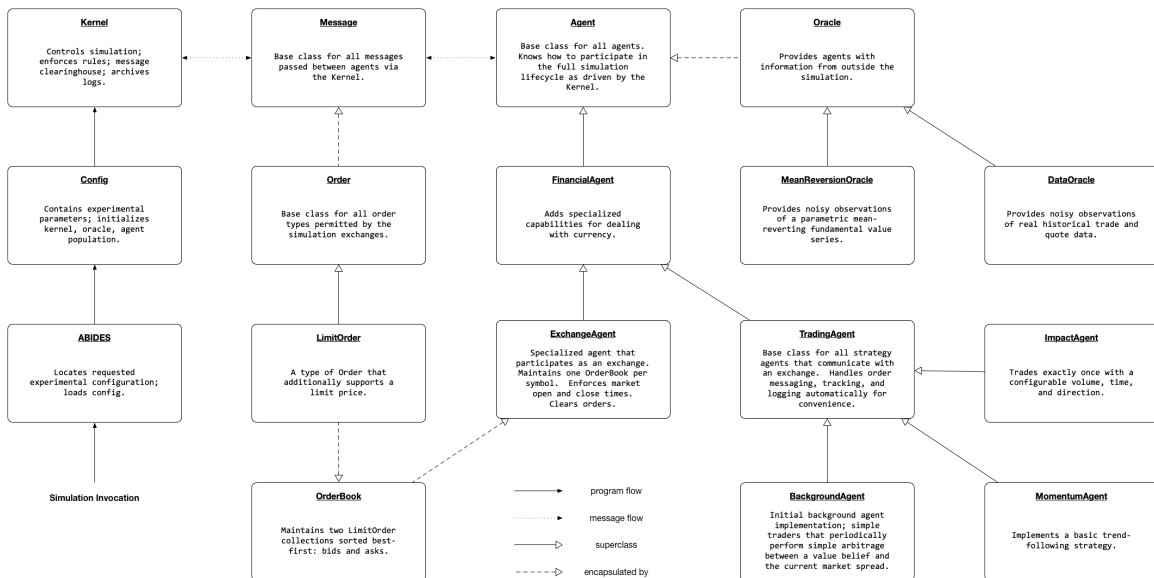 Kernel
Controls simulation;
enforces rules; message
clearinghouse; archives
logs.
Message
Base class for all messages
passed between agents via
the Kernel.
Agent
Base class for all agents.
Knows how to participate in
the full simulation
lifecycle as driven by the
Kernel.
Oracle
Provides agents with
information from outside the
simulation.
Config
Contains experimental
parameters; initializes
kernel, oracle, agent
population.
Order
Base class for all order
types permitted by the
simulation exchanges.
FinancialAgent
Adds specialized
capabilities for dealing
with currency.
MeanReversionOracle
Provides noisy observations
of a parametric mean-
reverting fundamental value
series.
DataOracle
Provides noisy observations
of real historical trade and
quote data.
ABIDES
Locates requested
experimental configuration;
loads config.
LimitOrder
A type of Order that
additionally supports a
limit price.
ExchangeAgent
Specialized agent that
participates as an exchange.
Maintains one OrderBook per
symbol. Enforces market
open and close times.
Clears orders.
TradingAgent
Base class for all strategy
agents that communicate with
an exchange. Handles order
messaging, tracking, and
logging automatically for
convenience.
ImpactAgent
Trades exactly once with a
configurable volume, time,
and direction.
Simulation Invocation
OrderBook
Maintains two LimitOrder
collections sorted best-
first: bids and asks.
program flow
message flow
superclass
encapsulated by
BackgroundAgent
Initial background agent
implementation; simple
traders that periodically
perform simple arbitrage
between a value belief and
the current market spread.
MomentumAgent
Implements a basic trend-
following strategy.